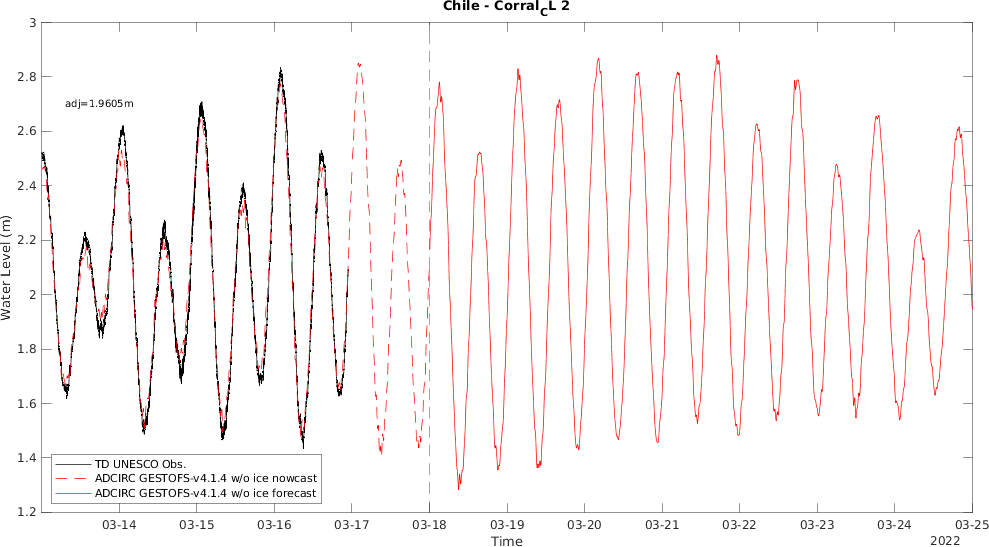 Chile - Corral_CL 2
3
2.8
adj=1.9605m
2.6
2.4
2.2
2
1.8
1.6
1.4
1.2
Water Level (m)
TD UNESCO Obs.
ADCIRC GESTOFS-v4.1.4 w/o ice nowcast
ADCIRC GESTOFS-v4.1.4 w/o ice forecast
03-14 03-15 03-16 03-17 03-18 03-19 03-20 03-21 03-22 03-23 03-24 03-25
Time
2022